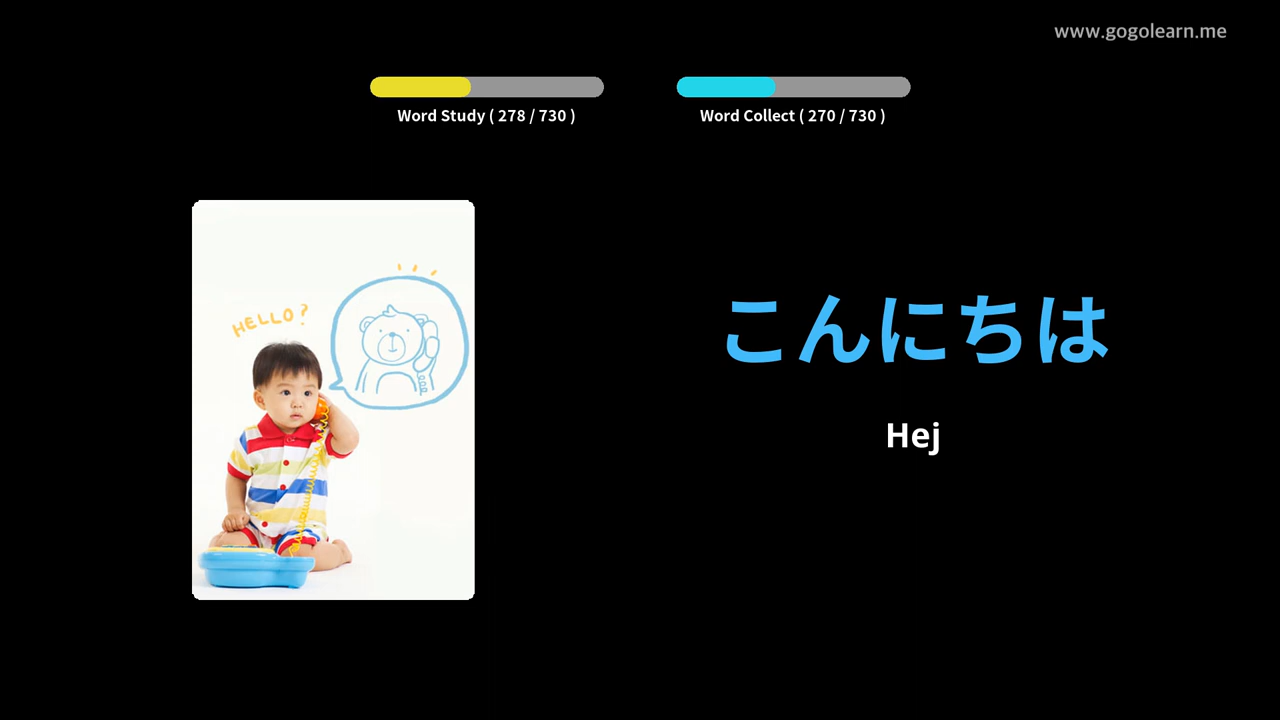 www.gogolearn.me
Word Study ( 278 / 730 )
Word Collect ( 270 / 730 )
HELLO?
こんにちは
Hej